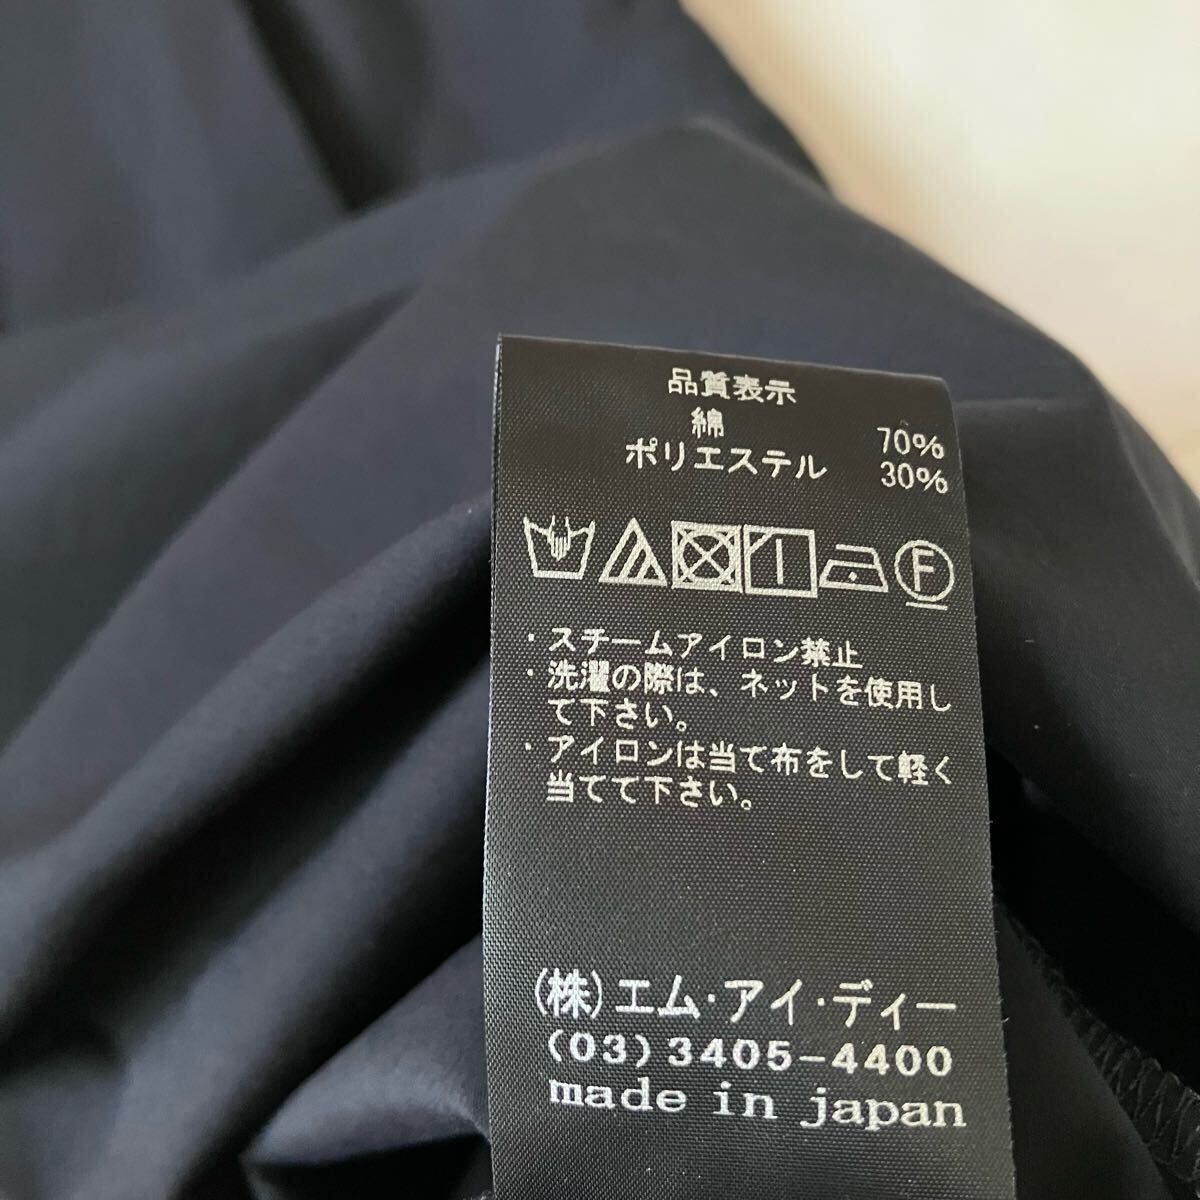 品質表示
綿 70%
ポリエステル 30%
F
・スチームアイロン禁止
・洗濯の際は、ネットを使用し
て下さい。
・アイロンは当て布をして軽く
当てて下さい。
(株)エム・アイ・ディー
(03)3405-4400
made in japan